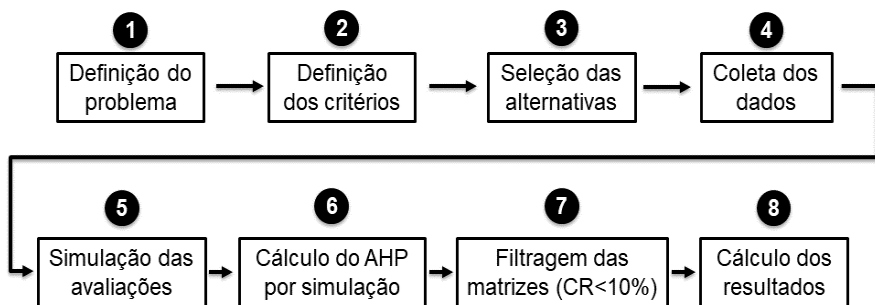 1
Definição do
problema
2
Definição
dos critérios
3
Seleção das
alternativas
4
Coleta dos
dados
5
Simulação das
avaliações
6
Cálculo do AHP
por simulação
7
Filtragem das
matrizes (CR<10%)
8
Cálculo dos
resultados